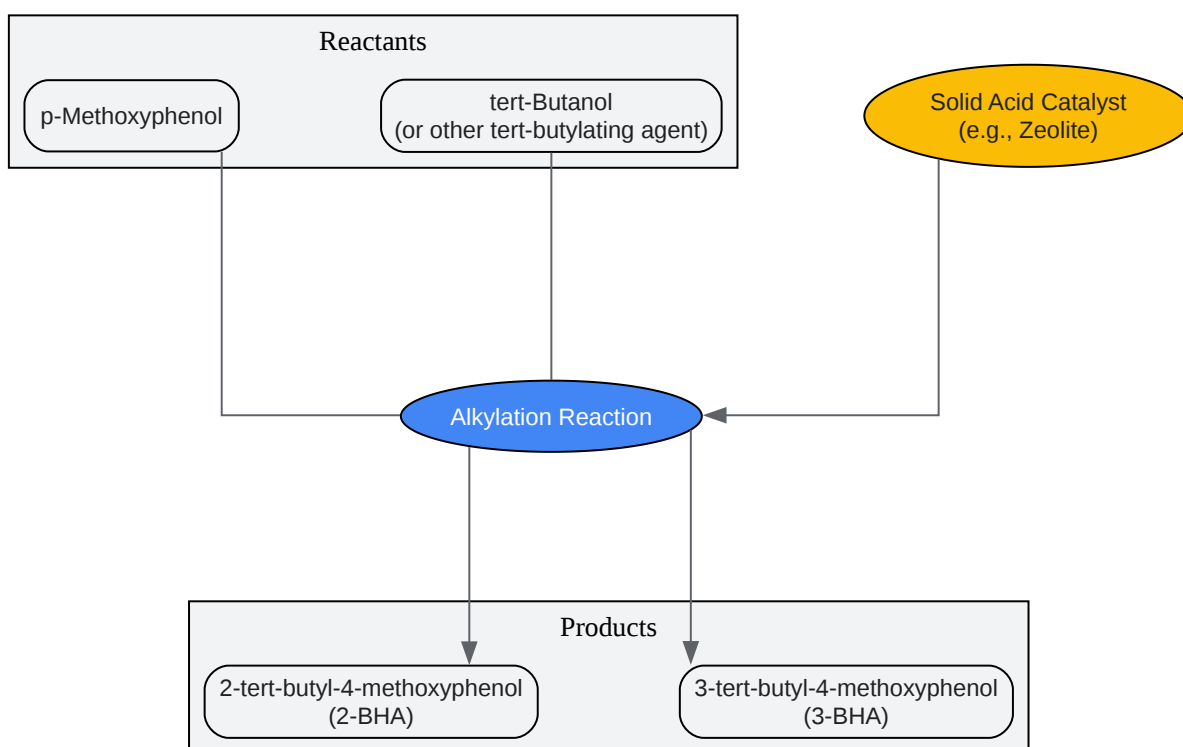 Reactants
p-Methoxyphenol
tert-Butanol
(or other tert-butylating agent)
Solid Acid Catalyst
(e.g., Zeolite)
Alkylation Reaction
Products
2-tert-butyl-4-methoxyphenol
(2-BHA)
3-tert-butyl-4-methoxyphenol
(3-BHA)